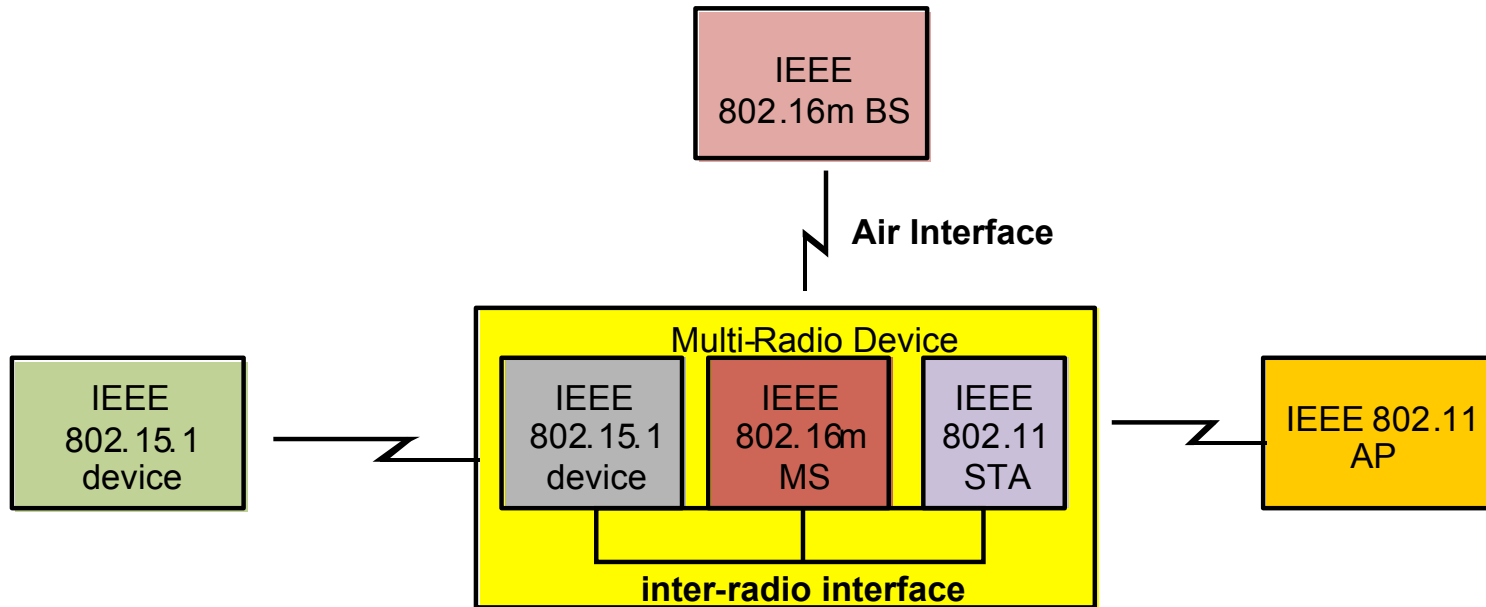 IEEE
802.16m BS
Air Interface
Multi-Radio Device
IEEE
802.15.1
device
IEEE
802.15.1
device
IEEE
802.16m
MS
IEEE
802.11
STA
IEEE 802.11
AP
inter-radio interface